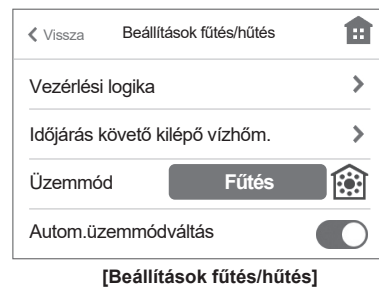 Vissza Beállítások fűtés/hűtés
Vezérlési logika
Időjárás követő kilépő vízhőm.
Üzemmód Fűtés
Autom.üzemmódváltás
[Beállítások fűtés/hűtés]